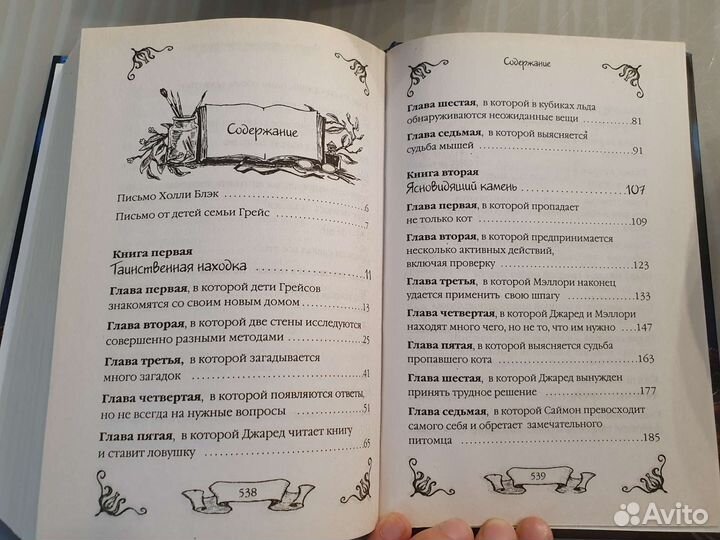 Содержание
Письмо Холли Блэк 6
Письмо от детей семьи Грейс 7
Книга первая
Таинственная находка 11
Глава первая, в которой дети Грейсов
знакомятся со своим новым домом 13
Глава вторая, в которой две стены исследуются
совершенно разными методами 25
Глава третья, в которой загадывается
много загадок 41
Глава четвертая, в которой появляются ответы,
но не всегда на нужные вопросы 51
Глава пятая, в которой Джаред читает книгу
и ставит ловушку 65
538
Содержание
Глава шестая, в которой в кубиках льда
обнаруживаются неожиданные вещи 81
Глава седьмая, в которой выясняется
судьба мышей 91
Книга вторая
Ясновидящий камень 107
Глава первая, в которой пропадает
не только кот 109
Глава вторая, в которой предпринимается
несколько активных действий,
включая проверку 123
Глава третья, в которой Мэллори наконец
удается применить свою шпагу 133
Глава четвертая, в которой Джаред и Мэллори
находят много чего, но не то, что им нужно 147
Глава пятая, в которой выясняется судьба
пропавшего кота 163
Глава шестая, в которой Джаред вынужден
принять трудное решение 177
Глава седьмая, в которой Саймон превосходит
самого себя и обретает замечательного
питомца 185
539
Avito